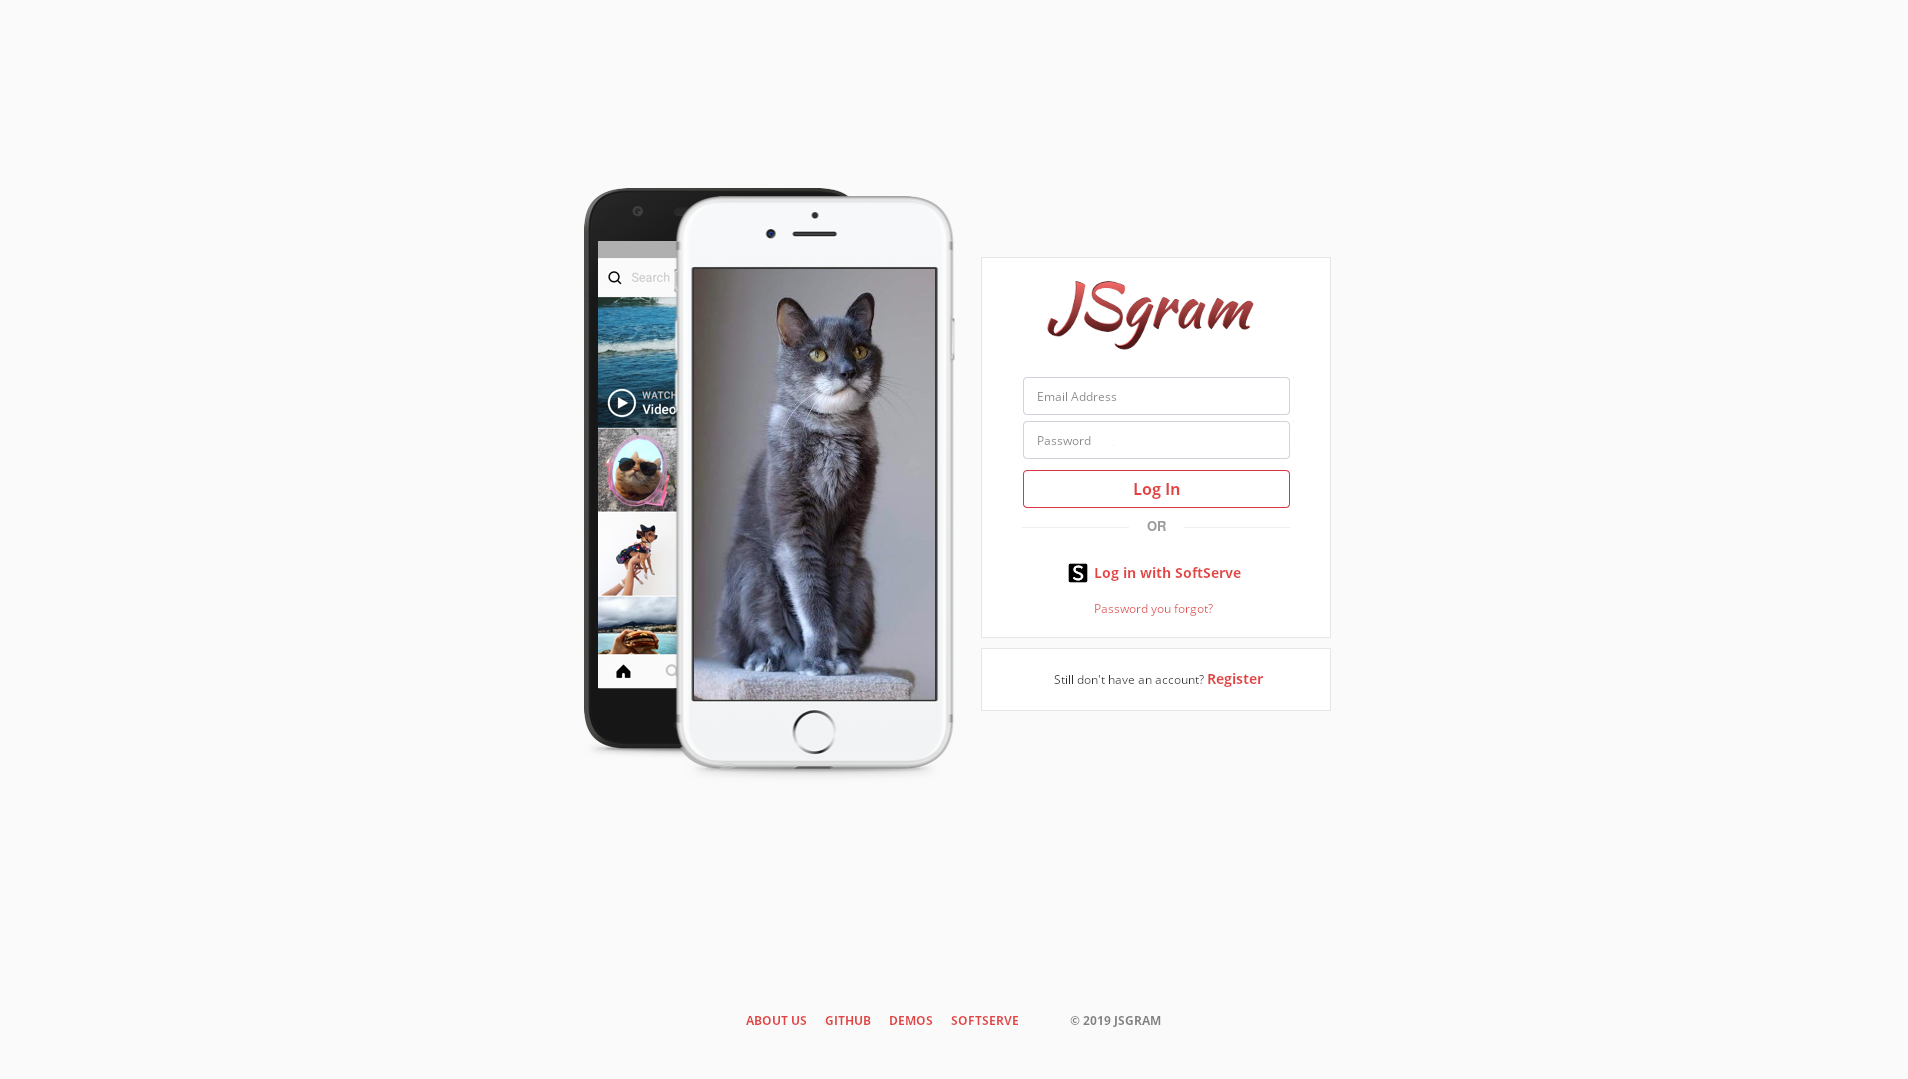 Search
WATCH
Video
JSgram
Email Address
Password
Log In
OR
S Log in with SoftServe
Password you forgot?
Still don't have an account? Register
ABOUT US GITHUB DEMOS SOFTSERVE © 2019 JSGRAM